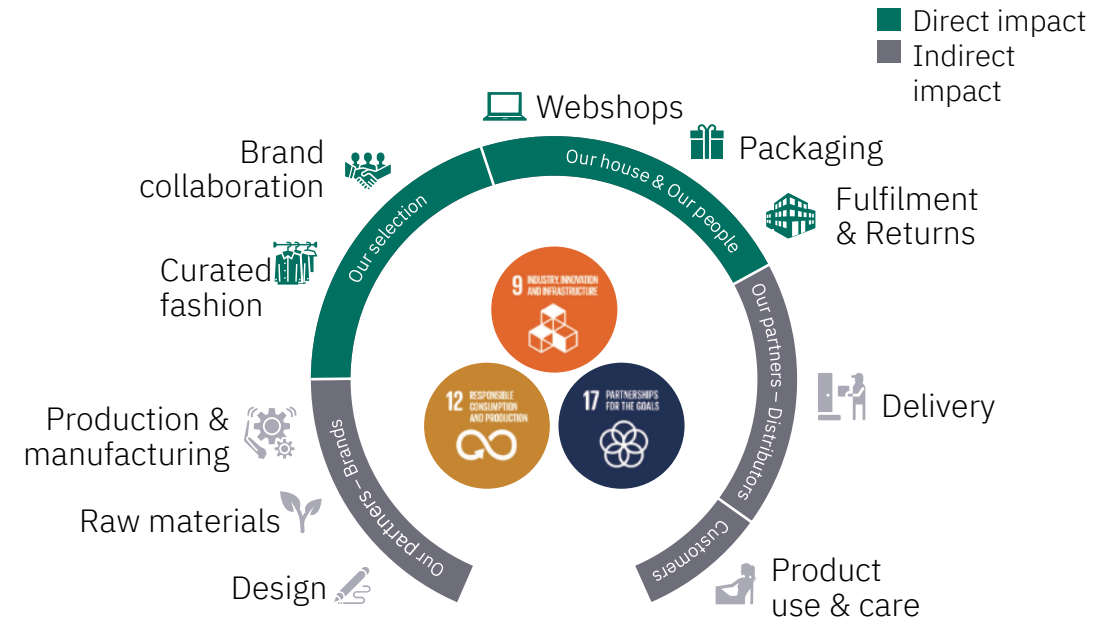 Direct impact
Indirect
impact
Webshops
Packaging
Fulfilment
& Returns
Brand
collaboration
Curated
fashion
Our selection
Our house & Our people
Our partners – Distributors
Customers
Our partners – Brands
9 INDUSTRY, INNOVATION
AND INFRASTRUCTURE
12 RESPONSIBLE
CONSUMPTION
AND PRODUCTION
17 PARTNERSHIPS
FOR THE GOALS
Production &
manufacturing
Raw materials
Design
Delivery
Product
use & care